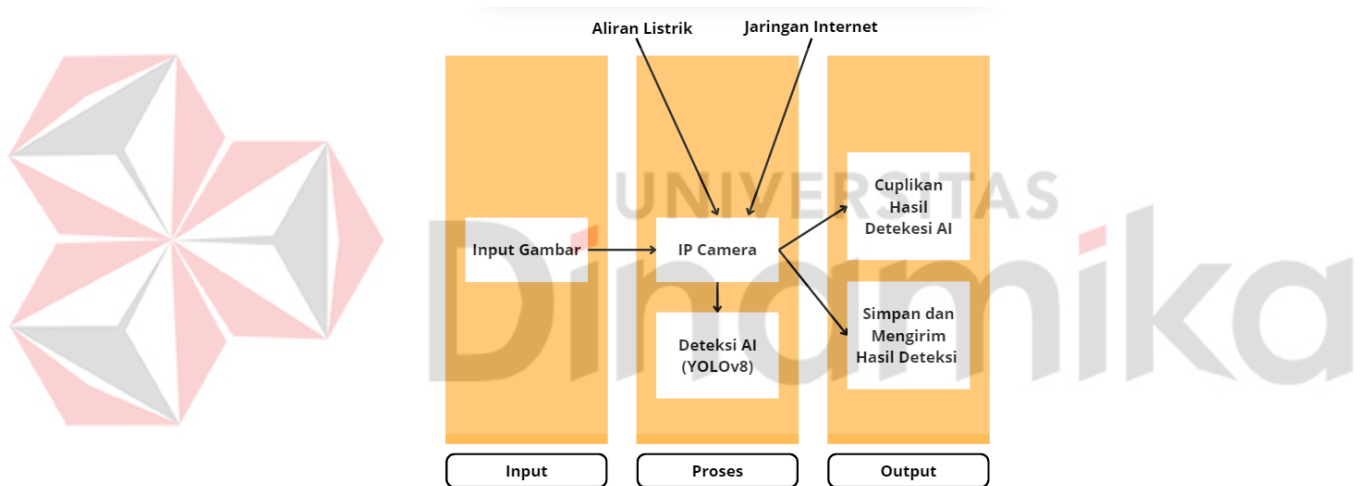 Aliran Listrik
Jaringan Internet
UNIVERSITAS
Dinamika
Input Gambar
IP Camera
Deteksi AI
(YOLOv8)
Cuplikan
Hasil
Detekesi AI
Simpan dan
Mengirim
Hasil Deteksi
Input
Proses
Output